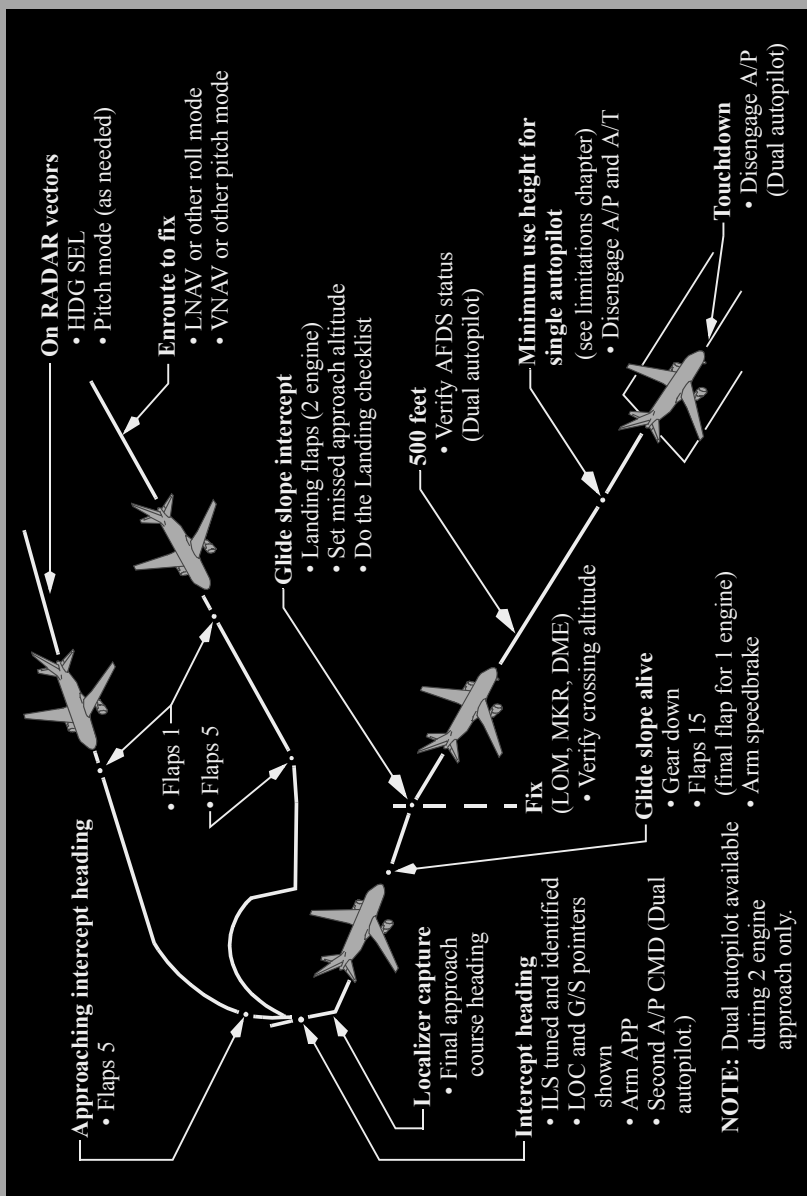 On RADAR vectors
• HDG SEL
• Pitch mode (as needed)
Enroute to fix
• LNAV or other roll mode
• VNAV or other pitch mode
Approaching intercept heading
• Flaps 5
• Flaps 1
• Flaps 5
Glide slope intercept
• Landing flaps (2 engine)
• Set missed approach altitude
• Do the Landing checklist
500 feet
• Verify AFDS status
(Dual autopilot)
Minimum use height for
single autopilot
(see limitations chapter)
• Disengage A/P and A/T
Touchdown
• Disengage A/P
(Dual autopilot)
Localizer capture
• Final approach
course heading
Fix
(LOM, MKR, DME)
• Verify crossing altitude
Intercept heading
• ILS tuned and identified
• LOC and G/S pointers
shown
• Arm APP
• Second A/P CMD (Dual
autopilot.)
Glide slope alive
• Gear down
• Flaps 15
(final flap for 1 engine)
• Arm speedbrake
NOTE: Dual autopilot available
during 2 engine
approach only.